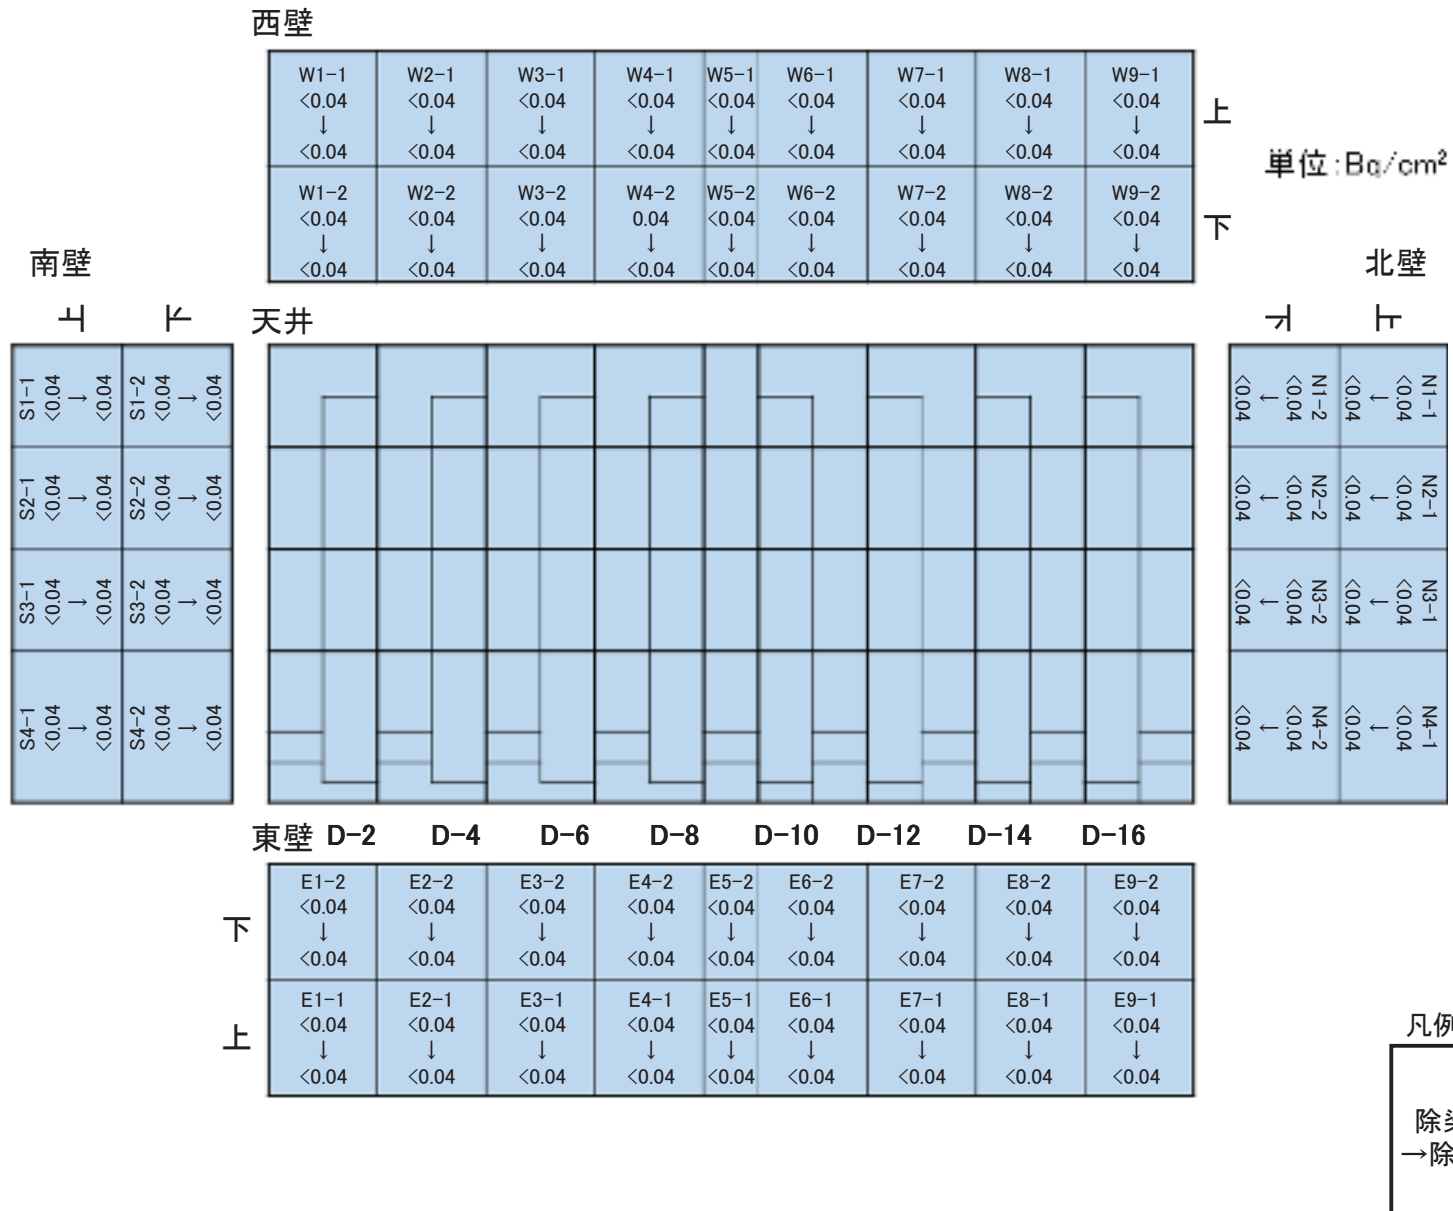 西壁
W1-1 W2-1 W3-1 W4-1 W5-1 W6-1 W7-1 W8-1 W9-1
<0.04 <0.04 <0.04 <0.04 <0.04 <0.04 <0.04 <0.04 <0.04
↓ ↓ ↓ ↓ ↓ ↓ ↓ ↓ ↓
<0.04 <0.04 <0.04 <0.04 <0.04 <0.04 <0.04 <0.04 <0.04
上
単位:Bq/cm²
W1-2 W2-2 W3-2 W4-2 W5-2 W6-2 W7-2 W8-2 W9-2
<0.04 <0.04 <0.04 0.04 <0.04 <0.04 <0.04 <0.04 <0.04
↓ ↓ ↓ ↓ ↓ ↓ ↓ ↓ ↓
<0.04 <0.04 <0.04 <0.04 <0.04 <0.04 <0.04 <0.04 <0.04
下
南壁
上 下
S1-1 <0.04 → <0.04 S1-2 <0.04 → <0.04
S2-1 <0.04 → <0.04 S2-2 <0.04 → <0.04
S3-1 <0.04 → <0.04 S3-2 <0.04 → <0.04
S4-1 <0.04 → <0.04 S4-2 <0.04 → <0.04
天井
北壁
下 上
<0.04 ← <0.04 N1-2 <0.04 ← <0.04 N1-1
<0.04 ← <0.04 N2-2 <0.04 ← <0.04 N2-1
<0.04 ← <0.04 N3-2 <0.04 ← <0.04 N3-1
<0.04 ← <0.04 N4-2 <0.04 ← <0.04 N4-1
東壁 D-2 D-4 D-6 D-8 D-10 D-12 D-14 D-16
E1-2 E2-2 E3-2 E4-2 E5-2 E6-2 E7-2 E8-2 E9-2
<0.04 <0.04 <0.04 <0.04 <0.04 <0.04 <0.04 <0.04 <0.04
下 ↓ ↓ ↓ ↓ ↓ ↓ ↓ ↓ ↓
<0.04 <0.04 <0.04 <0.04 <0.04 <0.04 <0.04 <0.04 <0.04
E1-1 E2-1 E3-1 E4-1 E5-1 E6-1 E7-1 E8-1 E9-1
<0.04 <0.04 <0.04 <0.04 <0.04 <0.04 <0.04 <0.04 <0.04
上 ↓ ↓ ↓ ↓ ↓ ↓ ↓ ↓ ↓
<0.04 <0.04 <0.04 <0.04 <0.04 <0.04 <0.04 <0.04 <0.04
凡例
除染
→除